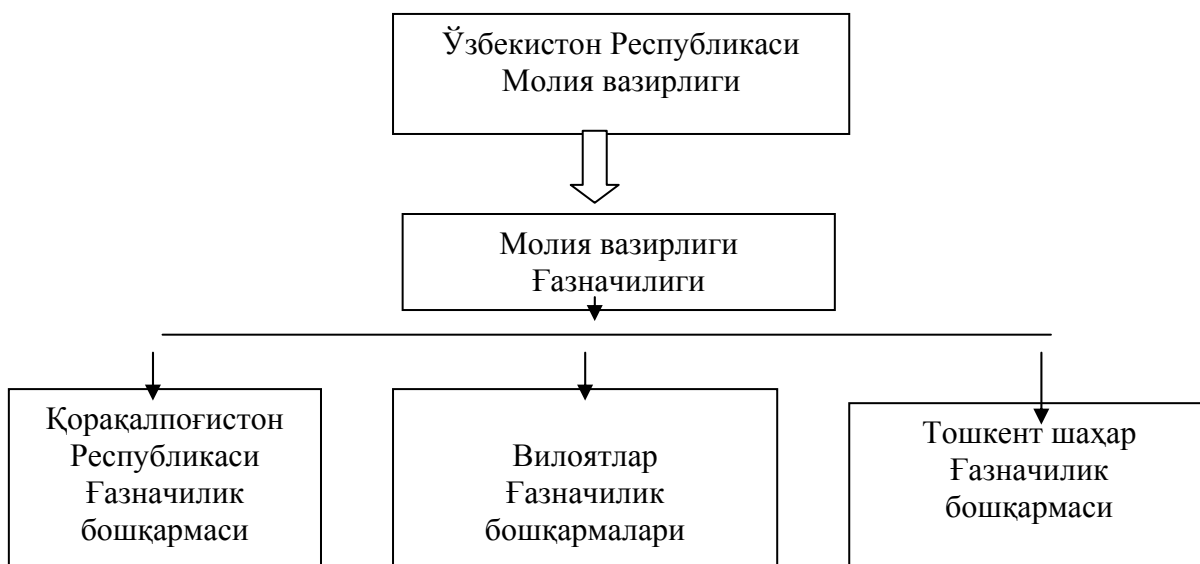 Ўзбекистон Республикаси
Молия вазирлиги
Молия вазирлиги
Ғазначилиги
Қорақалпоғистон
Республикаси
Ғазначилик
бошқармаси
Вилоятлар
Ғазначилик
бошқармалари
Тошкент шаҳар
Ғазначилик
бошқармаси